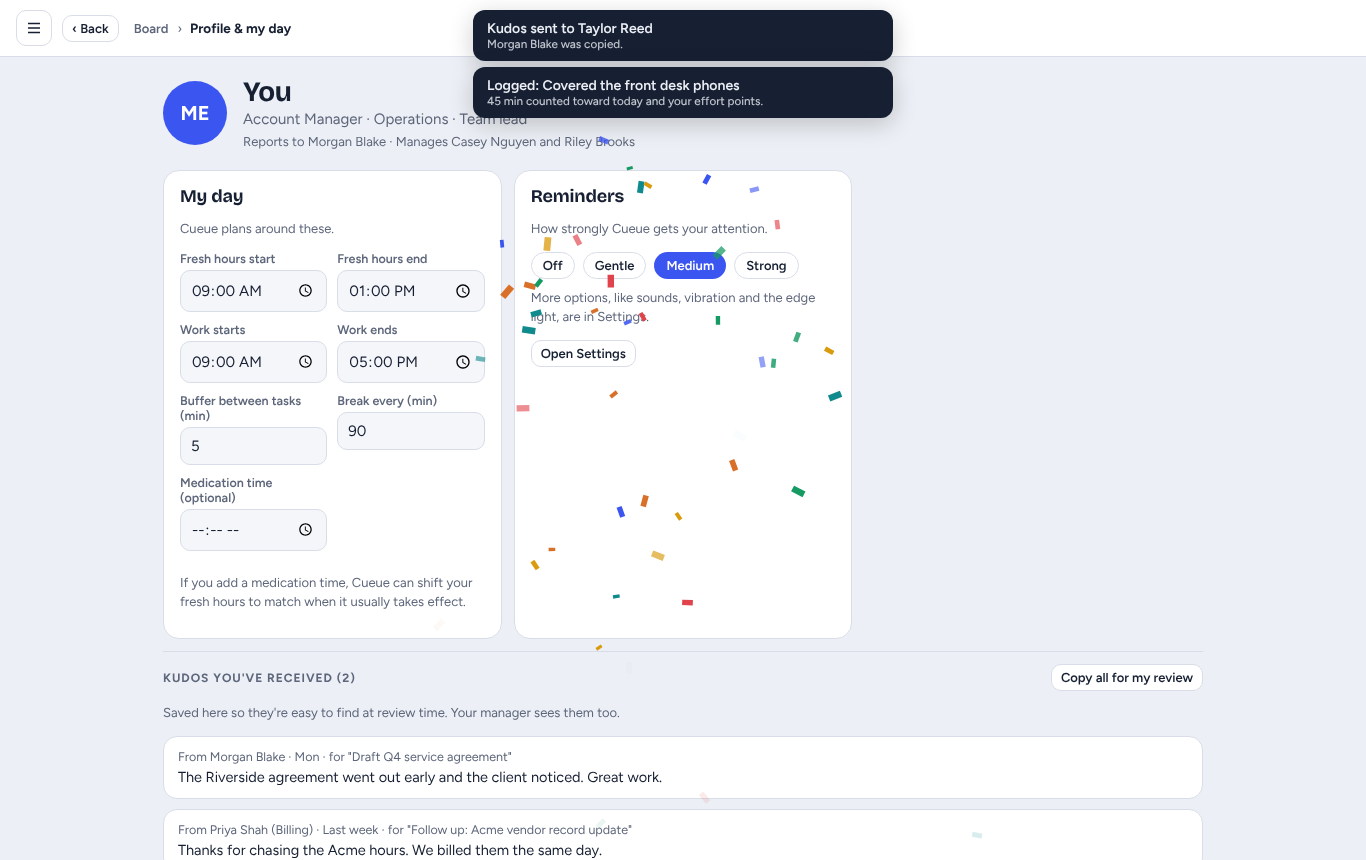 ‹ Back
Board › Profile & my day
Kudos sent to Taylor Reed
Morgan Blake was copied.
Logged: Covered the front desk phones
45 min counted toward today and your effort points.
ME
You
Account Manager · Operations · Team lead
Reports to Morgan Blake · Manages Casey Nguyen and Riley Brooks
My day
Cueue plans around these.
Fresh hours start
Fresh hours end
09:00 AM
01:00 PM
Work starts
Work ends
09:00 AM
05:00 PM
Buffer between tasks
(min)
Break every (min)
5
90
Medication time
(optional)
--:-- --
If you add a medication time, Cueue can shift your
fresh hours to match when it usually takes effect.
Reminders
How strongly Cueue gets your attention.
Off
Gentle
Medium
Strong
More options, like sounds, vibration and the edge
light, are in Settings.
Open Settings
KUDOS YOU'VE RECEIVED (2)
Copy all for my review
Saved here so they're easy to find at review time. Your manager sees them too.
From Morgan Blake · Mon · for "Draft Q4 service agreement"
The Riverside agreement went out early and the client noticed. Great work.
From Priya Shah (Billing) · Last week · for "Follow up: Acme vendor record update"
Thanks for chasing the Acme hours. We billed them the same day.